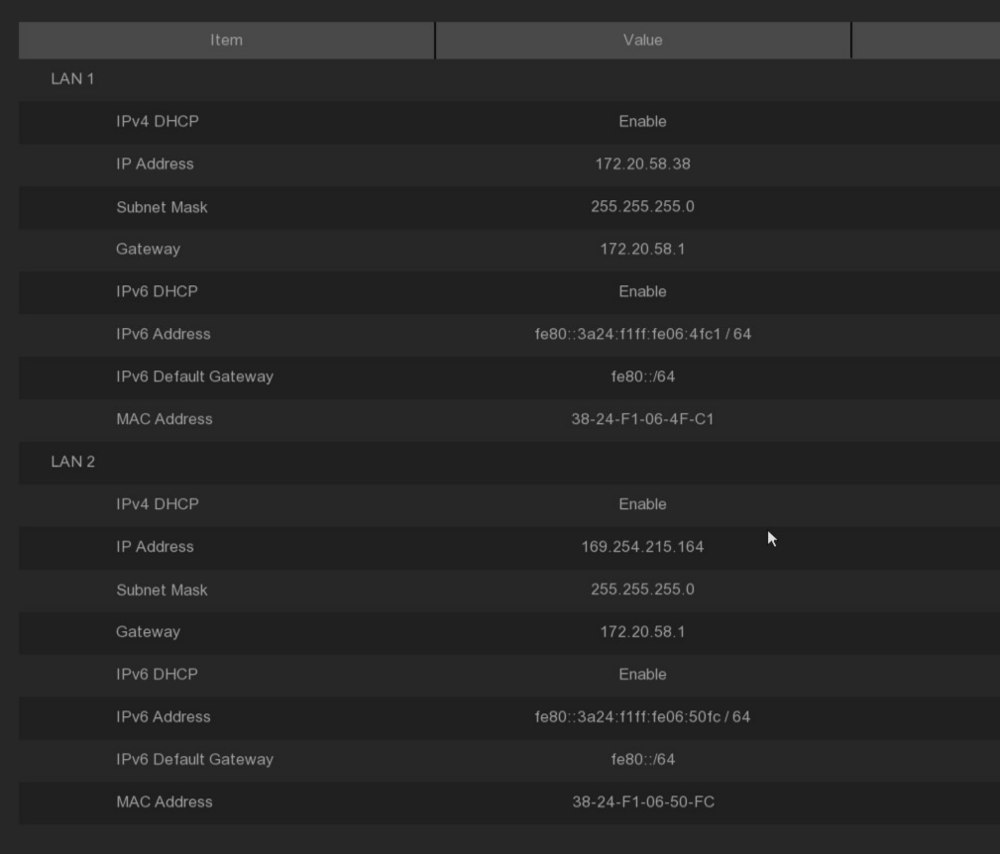 Item Value
LAN 1
IPv4 DHCP Enable
IP Address 172.20.58.38
Subnet Mask 255.255.255.0
Gateway 172.20.58.1
IPv6 DHCP Enable
IPv6 Address fe80::3a24:f1ff:fe06:4fc1 / 64
IPv6 Default Gateway fe80::/64
MAC Address 38-24-F1-06-4F-C1
LAN 2
IPv4 DHCP Enable
IP Address 169.254.215.164
Subnet Mask 255.255.255.0
Gateway 172.20.58.1
IPv6 DHCP Enable
IPv6 Address fe80::3a24:f1ff:fe06:50fc / 64
IPv6 Default Gateway fe80::/64
MAC Address 38-24-F1-06-50-FC